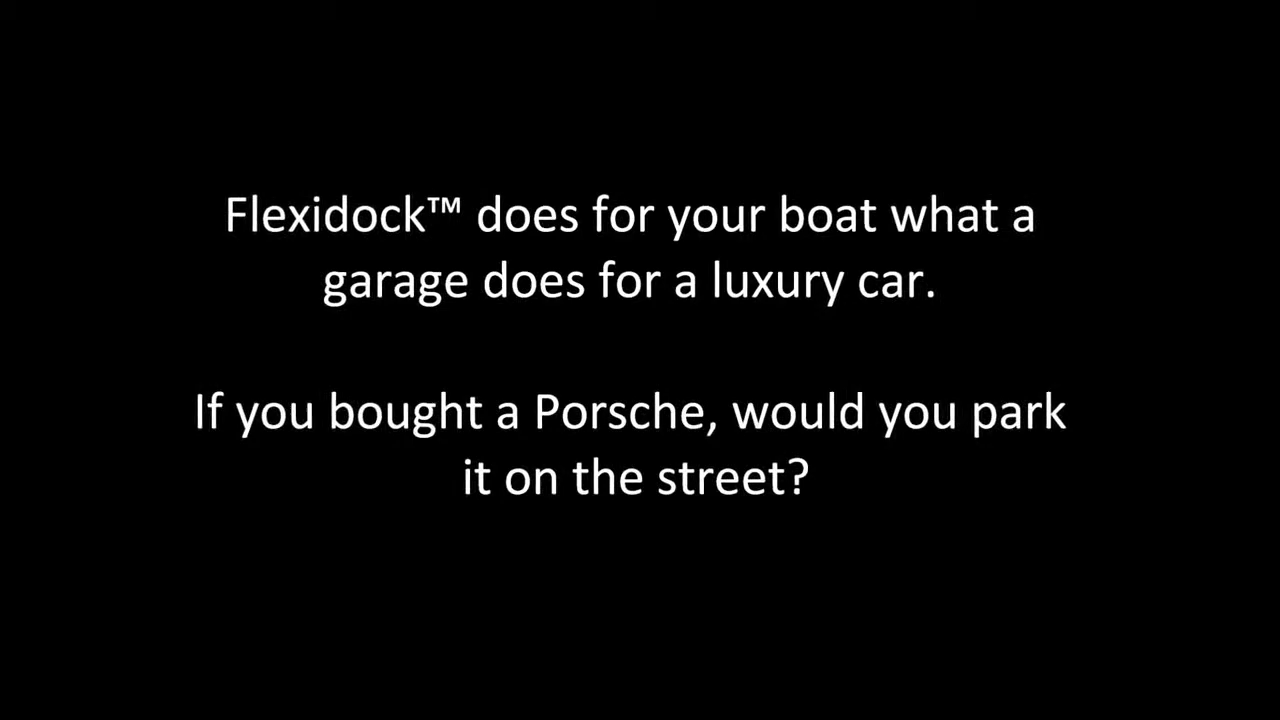 Flexidock™ does for your boat what a
garage does for a luxury car.
If you bought a Porsche, would you park
it on the street?